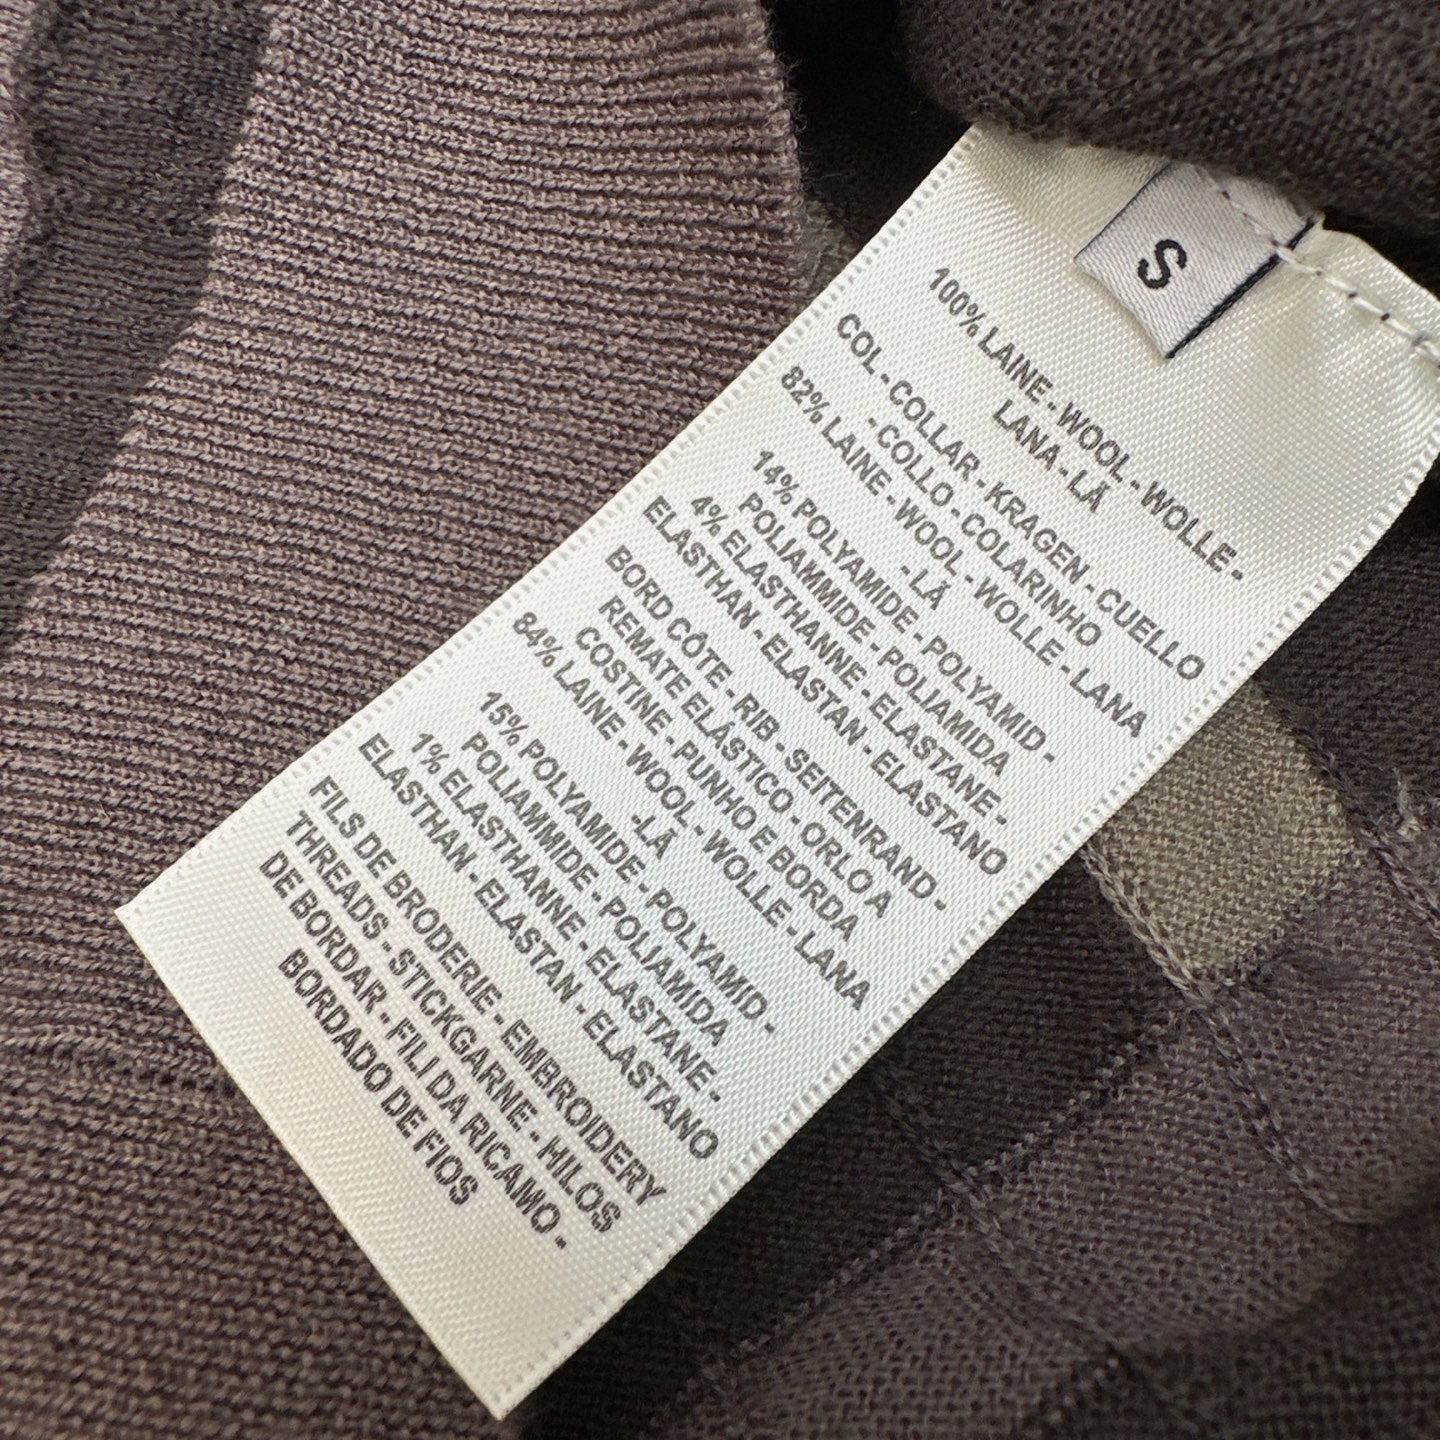 S
100% LAINE - WOOL - WOLLE -
LANA - LÃ
COL - COLLAR - KRAGEN - CUELLO
- COLLO - COLARINHO
82% LAINE - WOOL - WOLLE - LANA
- LÃ
14% POLYAMIDE - POLYAMID -
POLIAMMIDE - POLIAMIDA
4% ELASTHANNE - ELASTANE -
ELASTHAN - ELASTAN - ELASTANO
BORD CÔTE - RIB - SEITENRAND -
REMATE ELÁSTICO - ORLO A
COSTINE - PUNHO E BORDA
84% LAINE - WOOL - WOLLE - LANA
-LÃ
15% POLYAMIDE - POLYAMID -
POLIAMMIDE - POLIAMIDA
1% ELASTHANNE - ELASTANE -
ELASTHAN - ELASTAN - ELASTANO
FILS DE BRODERIE - EMBROIDERY
THREADS - STICKGARNE - HILOS
DE BORDAR - FILI DA RICAMO -
BORDADO DE FIOS